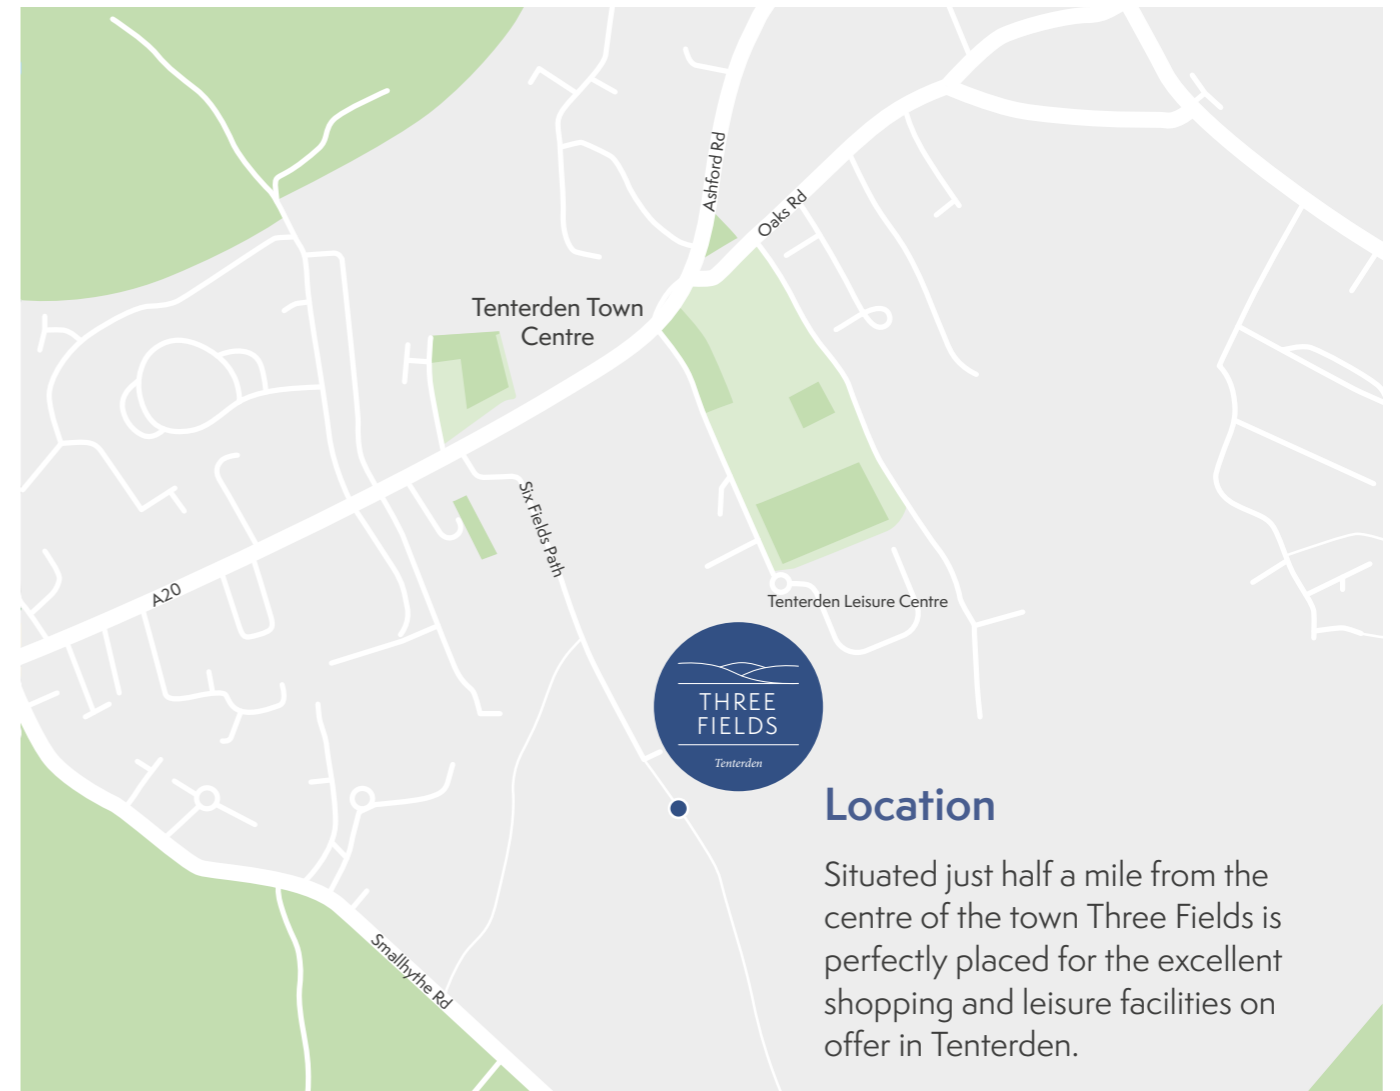 Ashford Rd
Oaks Rd
Tenterden Town
Centre
Six Fields Path
A20
Tenterden Leisure Centre
THREE
FIELDS
Tenterden
Location
Situated just half a mile from the
centre of the town Three Fields is
perfectly placed for the excellent
shopping and leisure facilities on
offer in Tenterden.
Smallhythe Rd